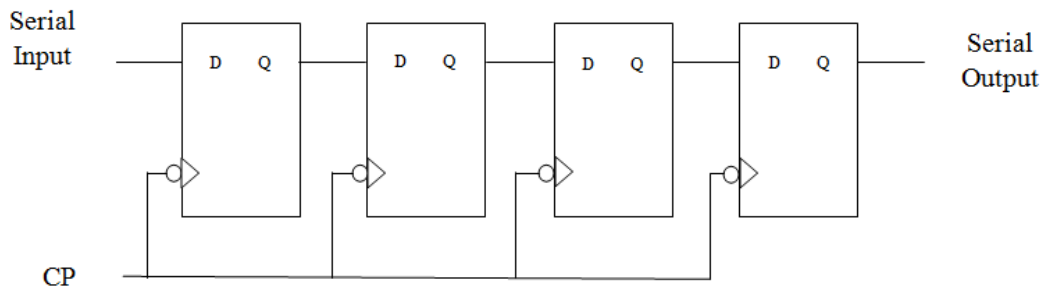 Serial
Input
D Q
D Q
D Q
D Q
Serial
Output
CP